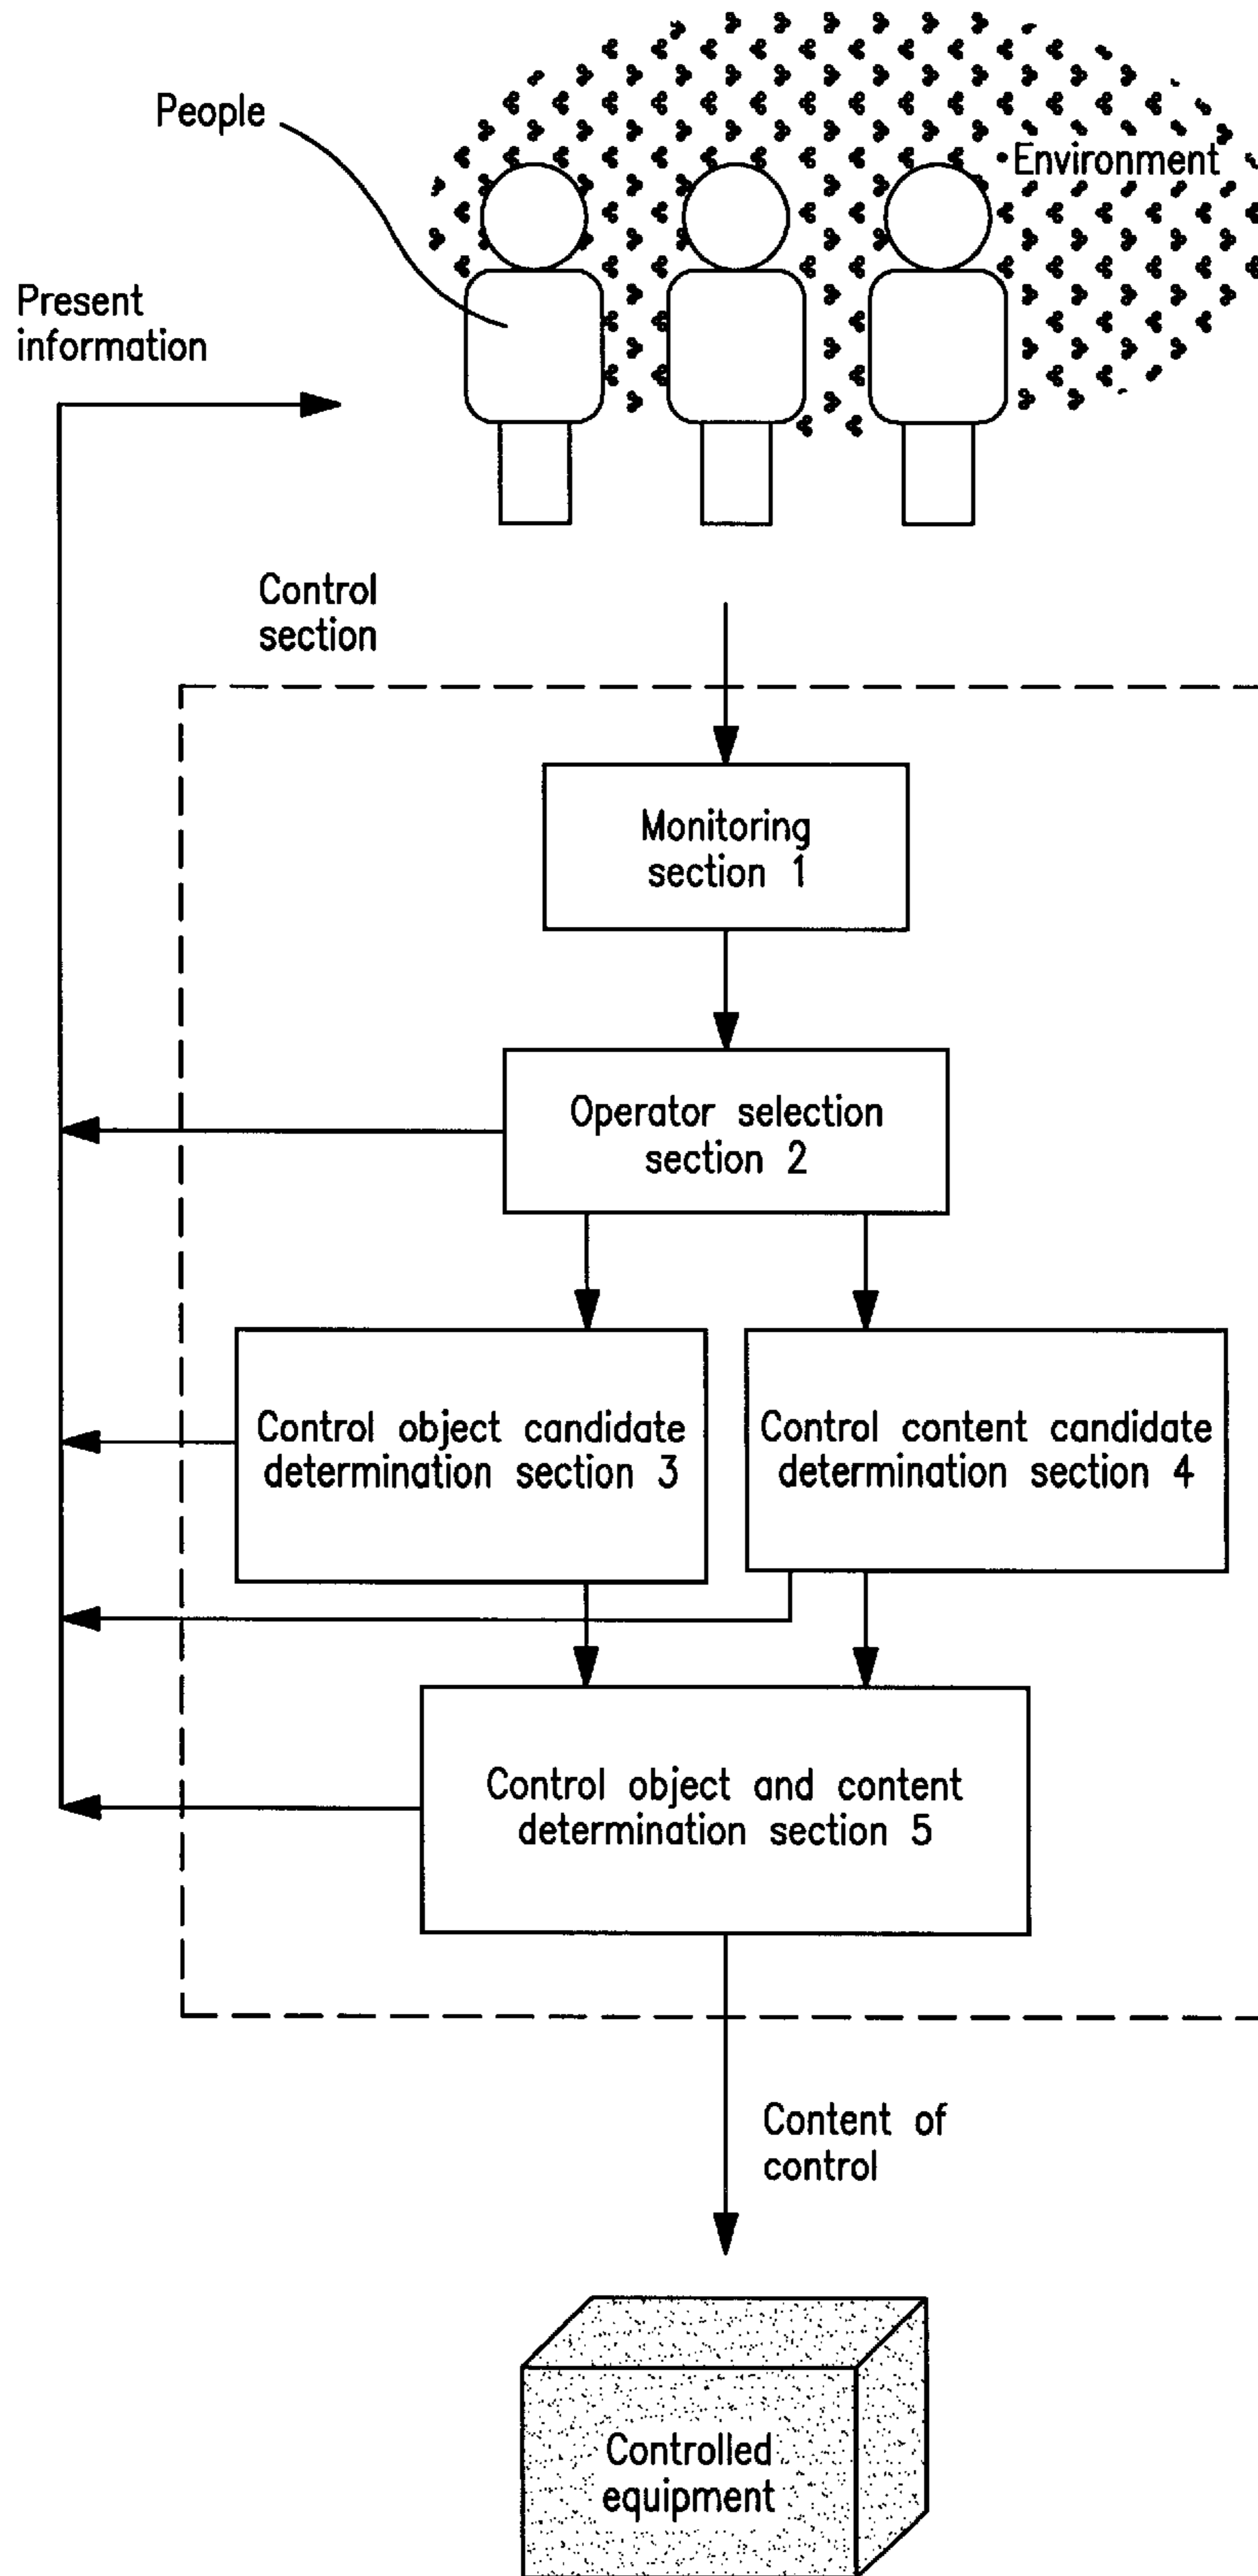 People
Environment
Present
information
Control
section
Monitoring
section 1
Operator selection
section 2
Control object candidate
determination section 3
Control content candidate
determination section 4
Control object and content
determination section 5
Content of
control
Controlled
equipment